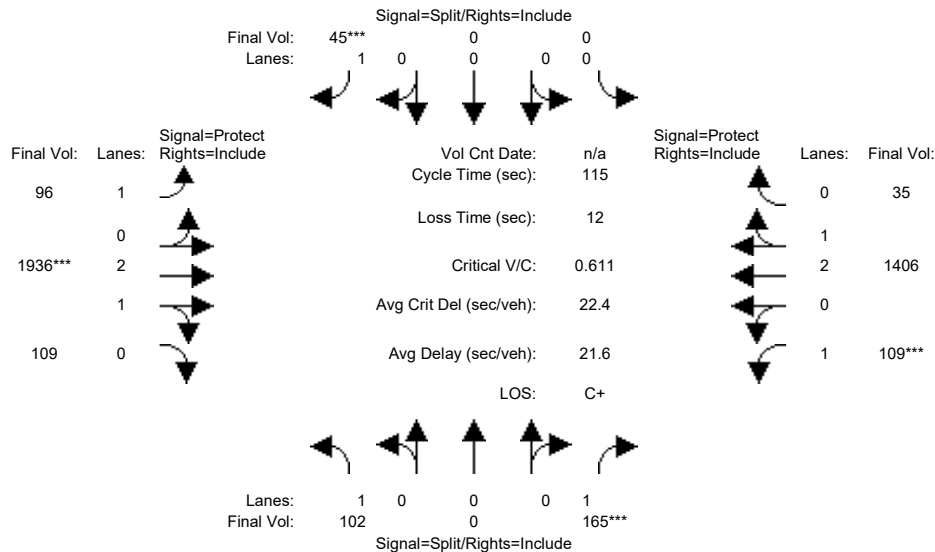 Signal=Split/Rights=Include
Final Vol: 45*** 0 0
Lanes: 1 0 0 0 0
Signal=Protect Signal=Protect
Final Vol: Lanes: Rights=Include Vol Cnt Date: n/a Rights=Include Lanes: Final Vol:
Cycle Time (sec): 115
96 1 0 35
Loss Time (sec): 12
0 1
1936*** 2 Critical V/C: 0.611 2 1406
1 Avg Crit Del (sec/veh): 22.4 0
109 0 Avg Delay (sec/veh): 21.6 1 109***
LOS: C+
Lanes: 1 0 0 0 1
Final Vol: 102 0 165***
Signal=Split/Rights=Include